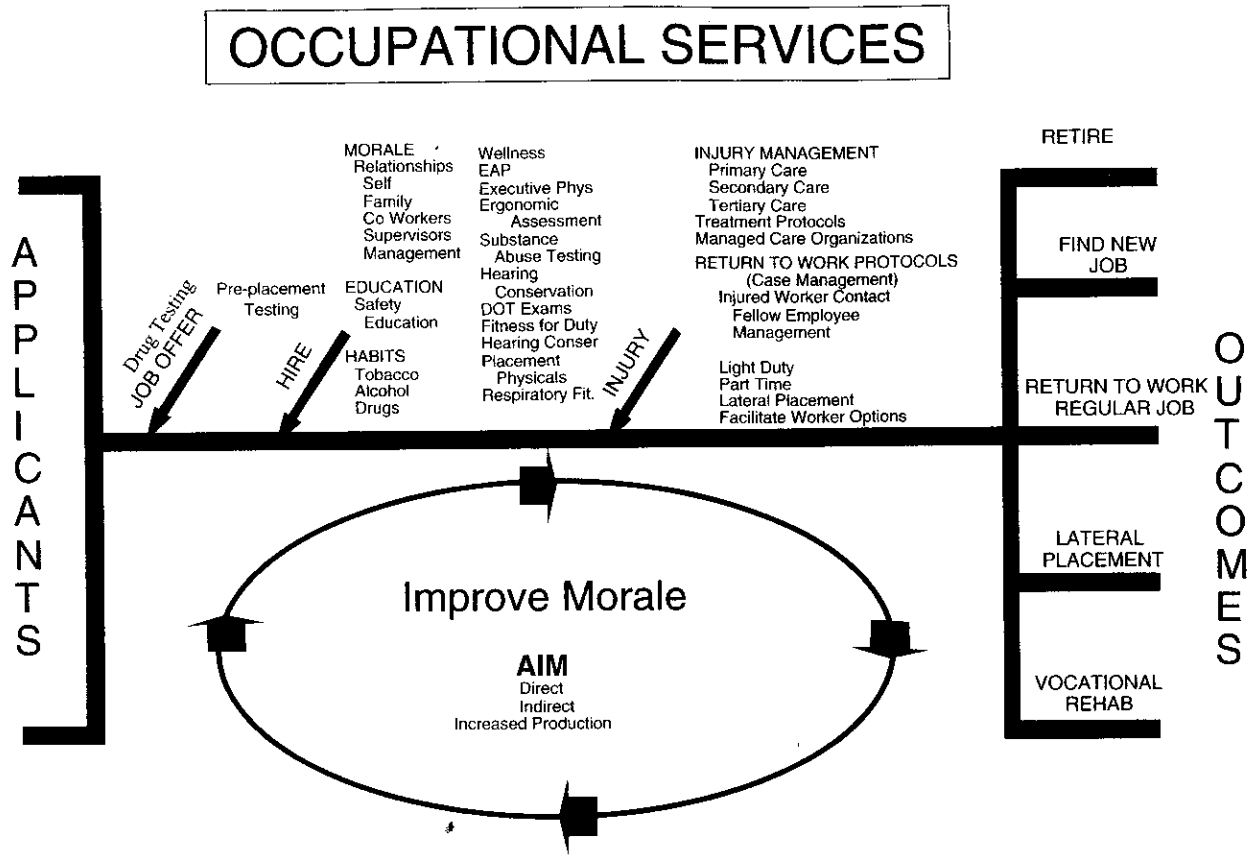 OCCUPATIONAL SERVICES
APPLICANTS
Drug Testing
JOB OFFER
Pre-placement
Testing
HIRE
MORALE
Relationships
Self
Family
Co Workers
Supervisors
Management
EDUCATION
Safety
Education
HABITS
Tobacco
Alcohol
Drugs
Wellness
EAP
Executive Phys
Ergonomic
Assessment
Substance
Abuse Testing
Hearing
Conservation
DOT Exams
Fitness for Duty
Hearing Conser
Placement
Physicals
Respiratory Fit.
INJURY
INJURY MANAGEMENT
Primary Care
Secondary Care
Tertiary Care
Treatment Protocols
Managed Care Organizations
RETURN TO WORK PROTOCOLS
(Case Management)
Injured Worker Contact
Fellow Employee
Management
Light Duty
Part Time
Lateral Placement
Facilitate Worker Options
RETIRE
FIND NEW
JOB
RETURN TO WORK
REGULAR JOB
LATERAL
PLACEMENT
VOCATIONAL
REHAB
OUTCOMES
Improve Morale
AIM
Direct
Indirect
Increased Production